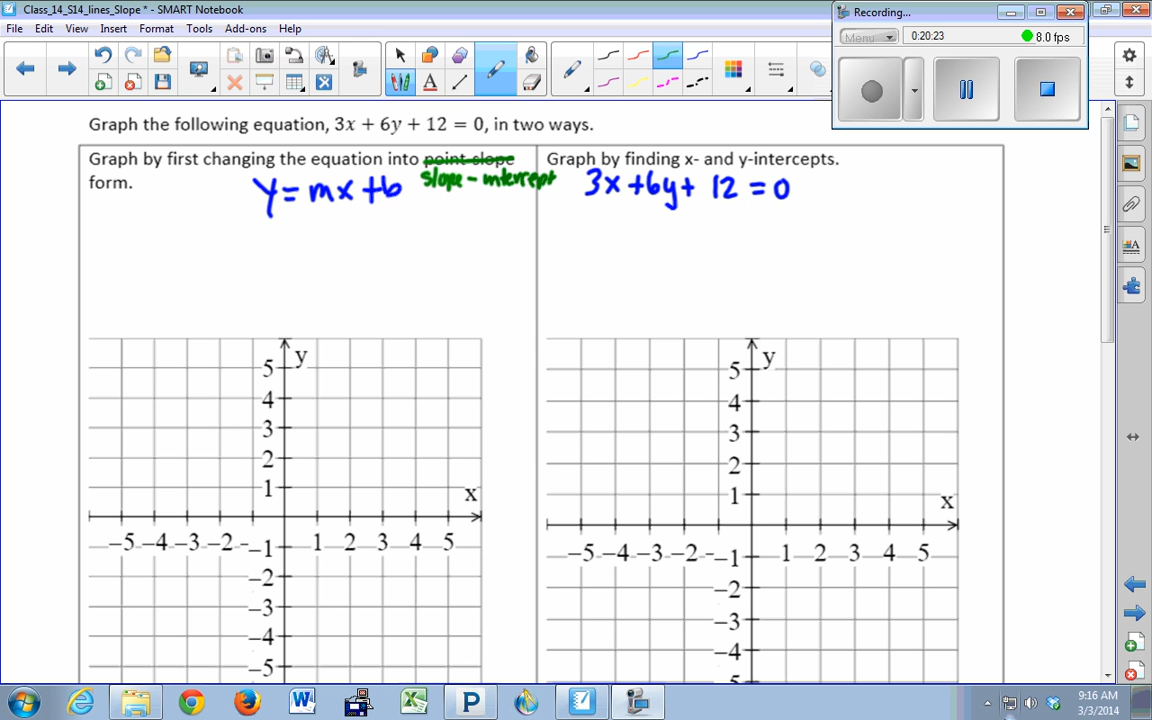 Class_14_S14_lines_Slope * - SMART Notebook
File Edit View Insert Format Tools Add-ons Help
Recording...
Menu
0:20:23
8.0 fps
Graph the following equation, 3x + 6y + 12 = 0, in two ways.
Graph by first changing the equation into point-slope
form.
slope-intercept
y = mx + b
Graph by finding x- and y-intercepts.
3x + 6y + 12 = 0
y
5
4
3
2
1
x
-5 -4 -3 -2 -1 1 2 3 4 5
-2
-3
-4
-5
y
5
4
3
2
1
x
-5 -4 -3 -2 -1 1 2 3 4 5
-2
-3
-4
9:16 AM
3/3/2014